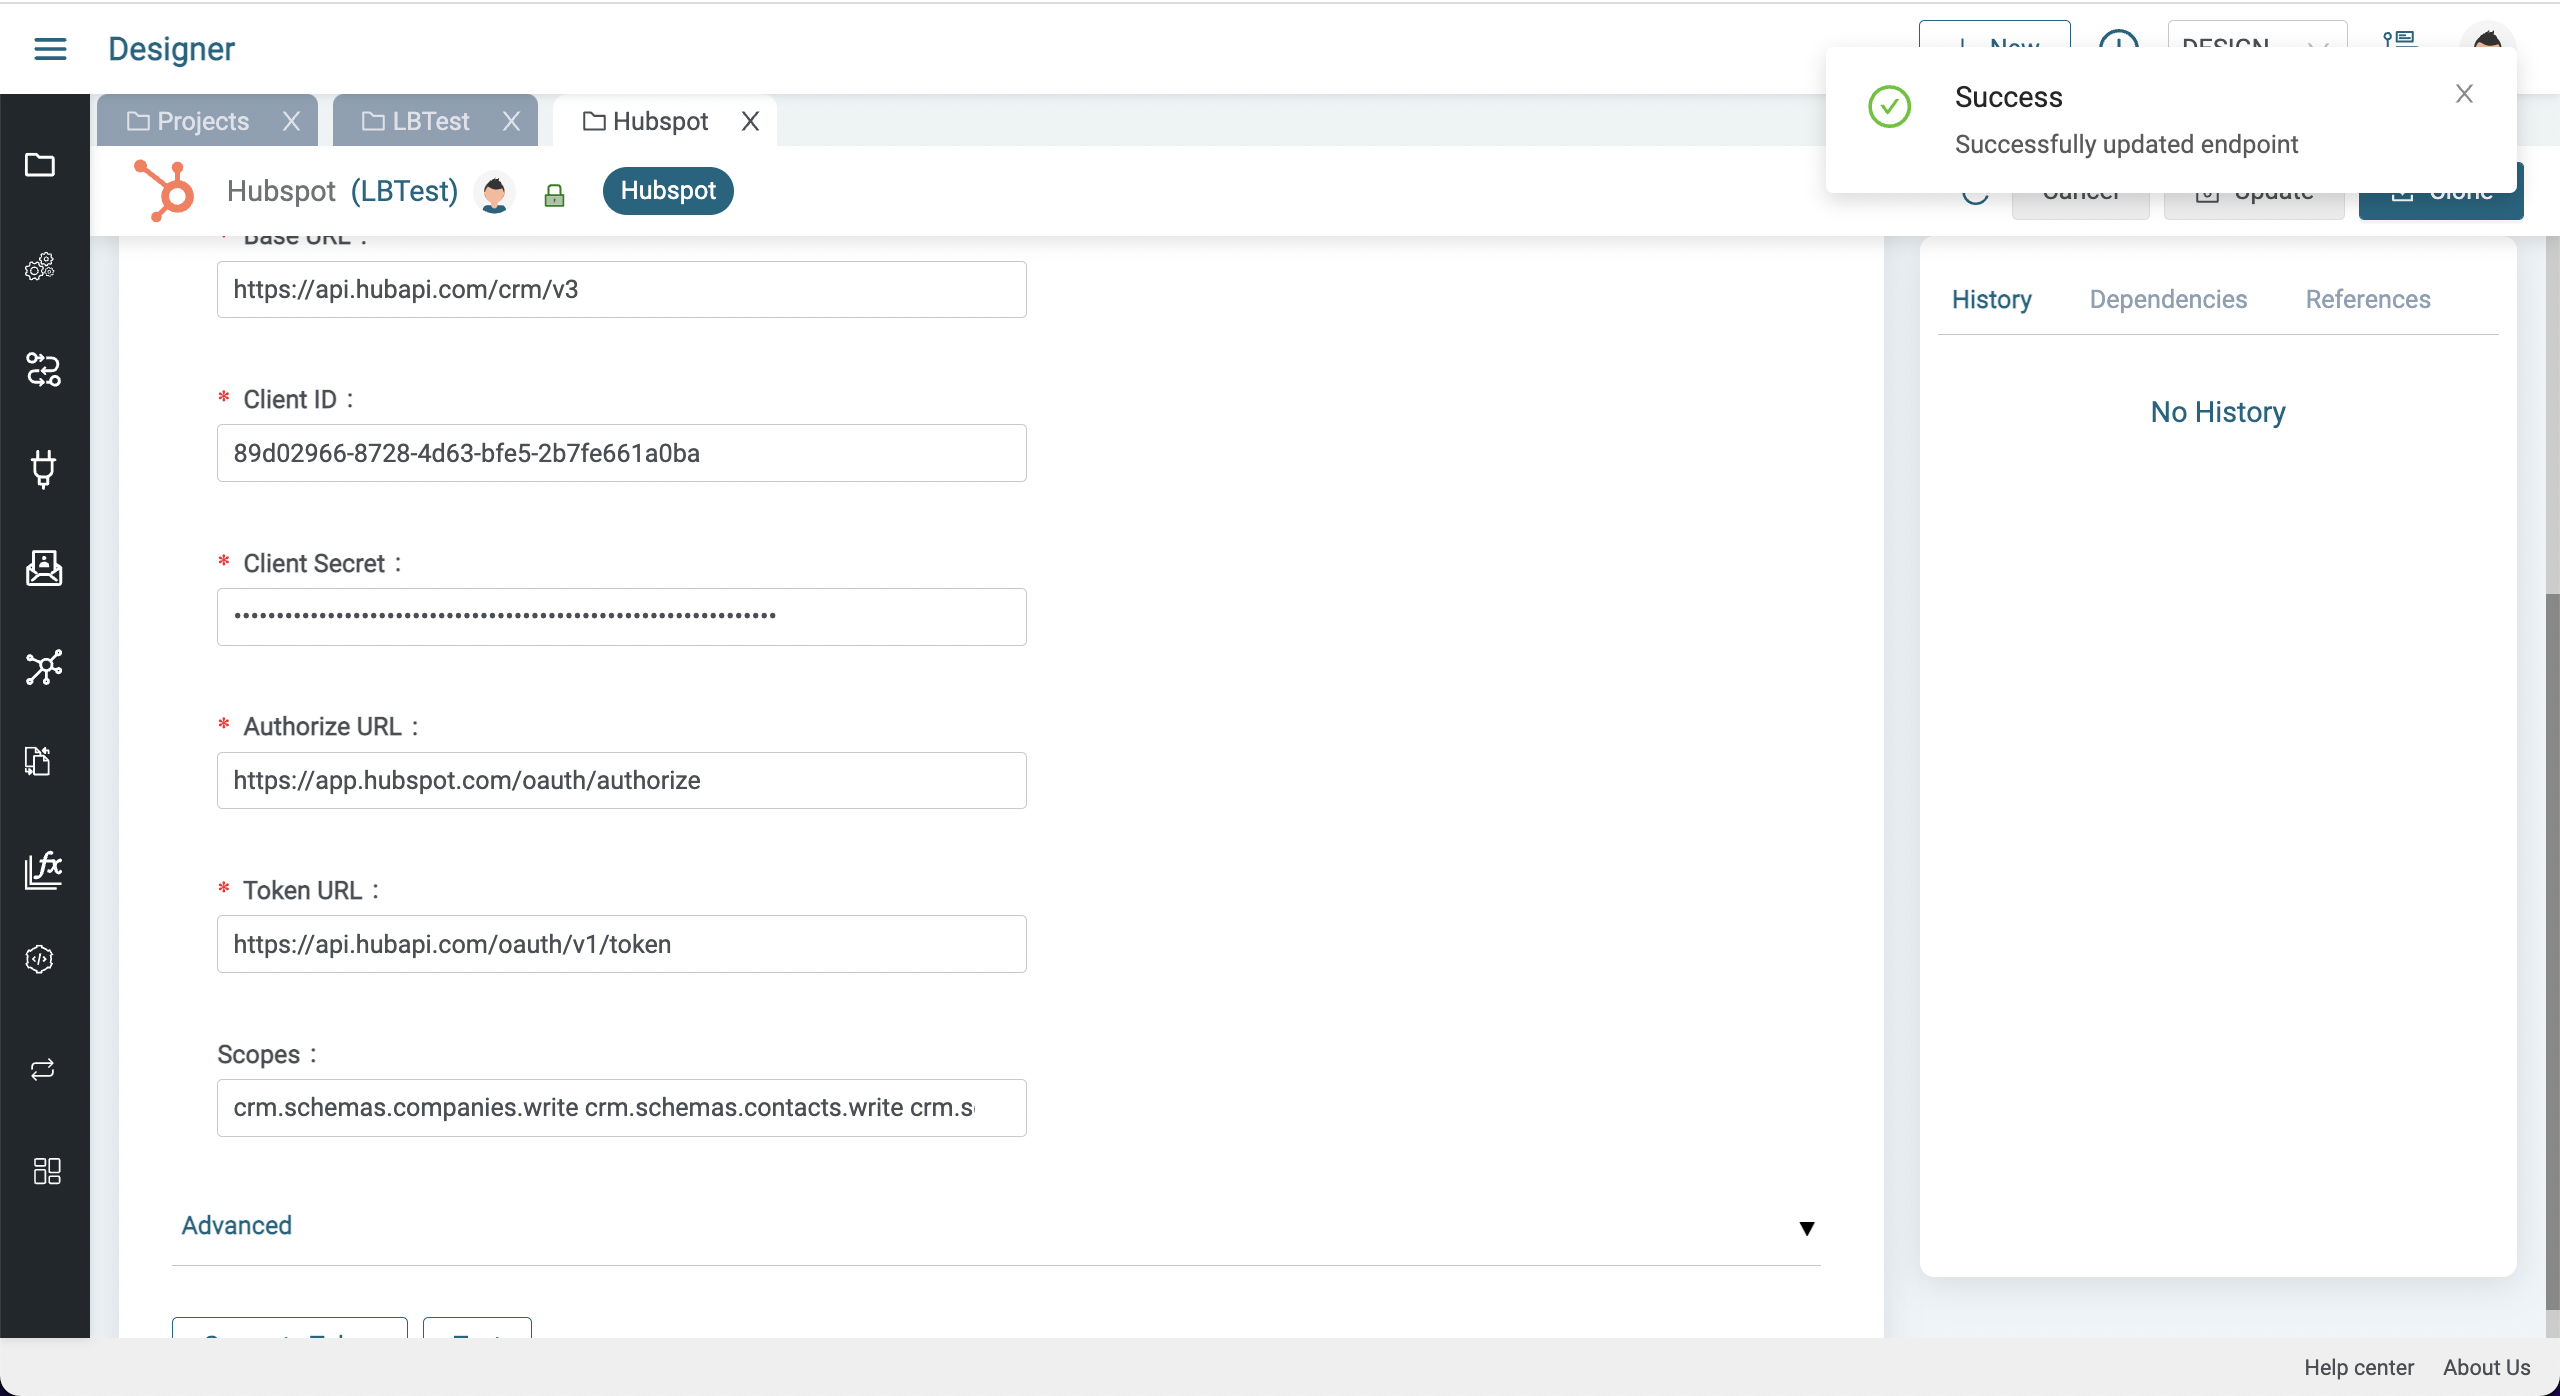 Designer
New
DESIGN
Success
Successfully updated endpoint
Projects X
LBTest X
Hubspot X
Hubspot (LBTest)
Hubspot
Cancel
Update
Clone
* Base URL :
https://api.hubapi.com/crm/v3
* Client ID :
89d02966-8728-4d63-bfe5-2b7fe661a0ba
* Client Secret :
* Authorize URL :
https://app.hubspot.com/oauth/authorize
* Token URL :
https://api.hubapi.com/oauth/v1/token
Scopes :
crm.schemas.companies.write crm.schemas.contacts.write crm.s
Advanced
History
Dependencies
References
No History
Help center
About Us